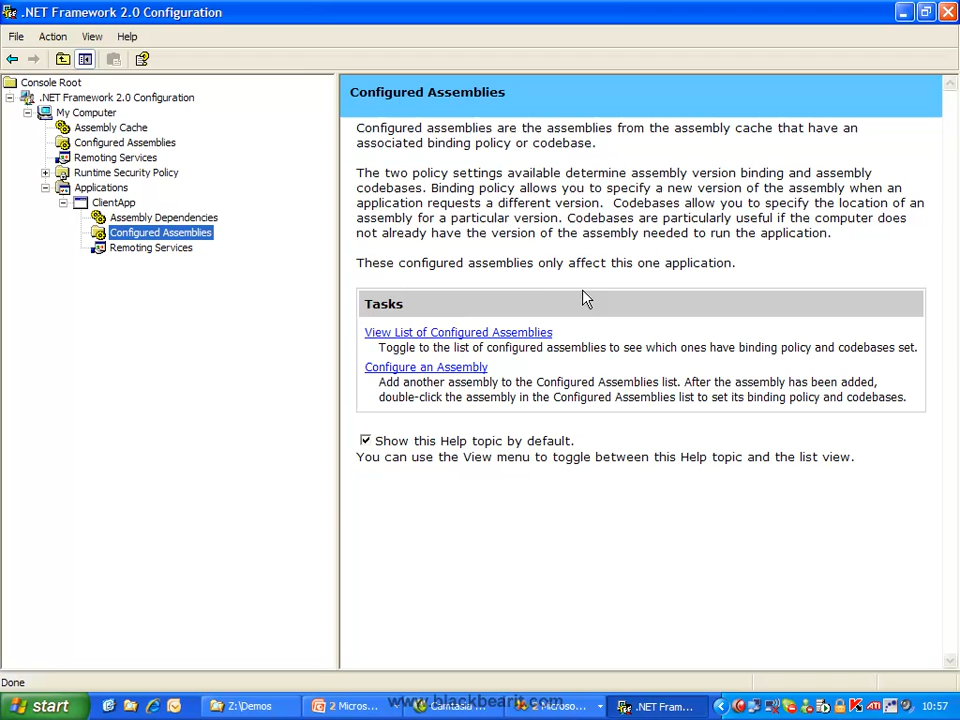 .NET Framework 2.0 Configuration
File Action View Help
Console Root
.NET Framework 2.0 Configuration
My Computer
Assembly Cache
Configured Assemblies
Remoting Services
Runtime Security Policy
Applications
ClientApp
Assembly Dependencies
Configured Assemblies
Remoting Services
Configured Assemblies
Configured assemblies are the assemblies from the assembly cache that have an
associated binding policy or codebase.
The two policy settings available determine assembly version binding and assembly
codebases. Binding policy allows you to specify a new version of the assembly when an
application requests a different version. Codebases allow you to specify the location of an
assembly for a particular version. Codebases are particularly useful if the computer does
not already have the version of the assembly needed to run the application.
These configured assemblies only affect this one application.
Tasks
View List of Configured Assemblies
Toggle to the list of configured assemblies to see which ones have binding policy and codebases set.
Configure an Assembly
Add another assembly to the Configured Assemblies list. After the assembly has been added,
double-click the assembly in the Configured Assemblies list to set its binding policy and codebases.
Show this Help topic by default.
You can use the View menu to toggle between this Help topic and the list view.
Done
start Z:\Demos 2 Micros... Camtasia ... 2 Microso... .NET Fram... 10:57
www.blackbearit.com